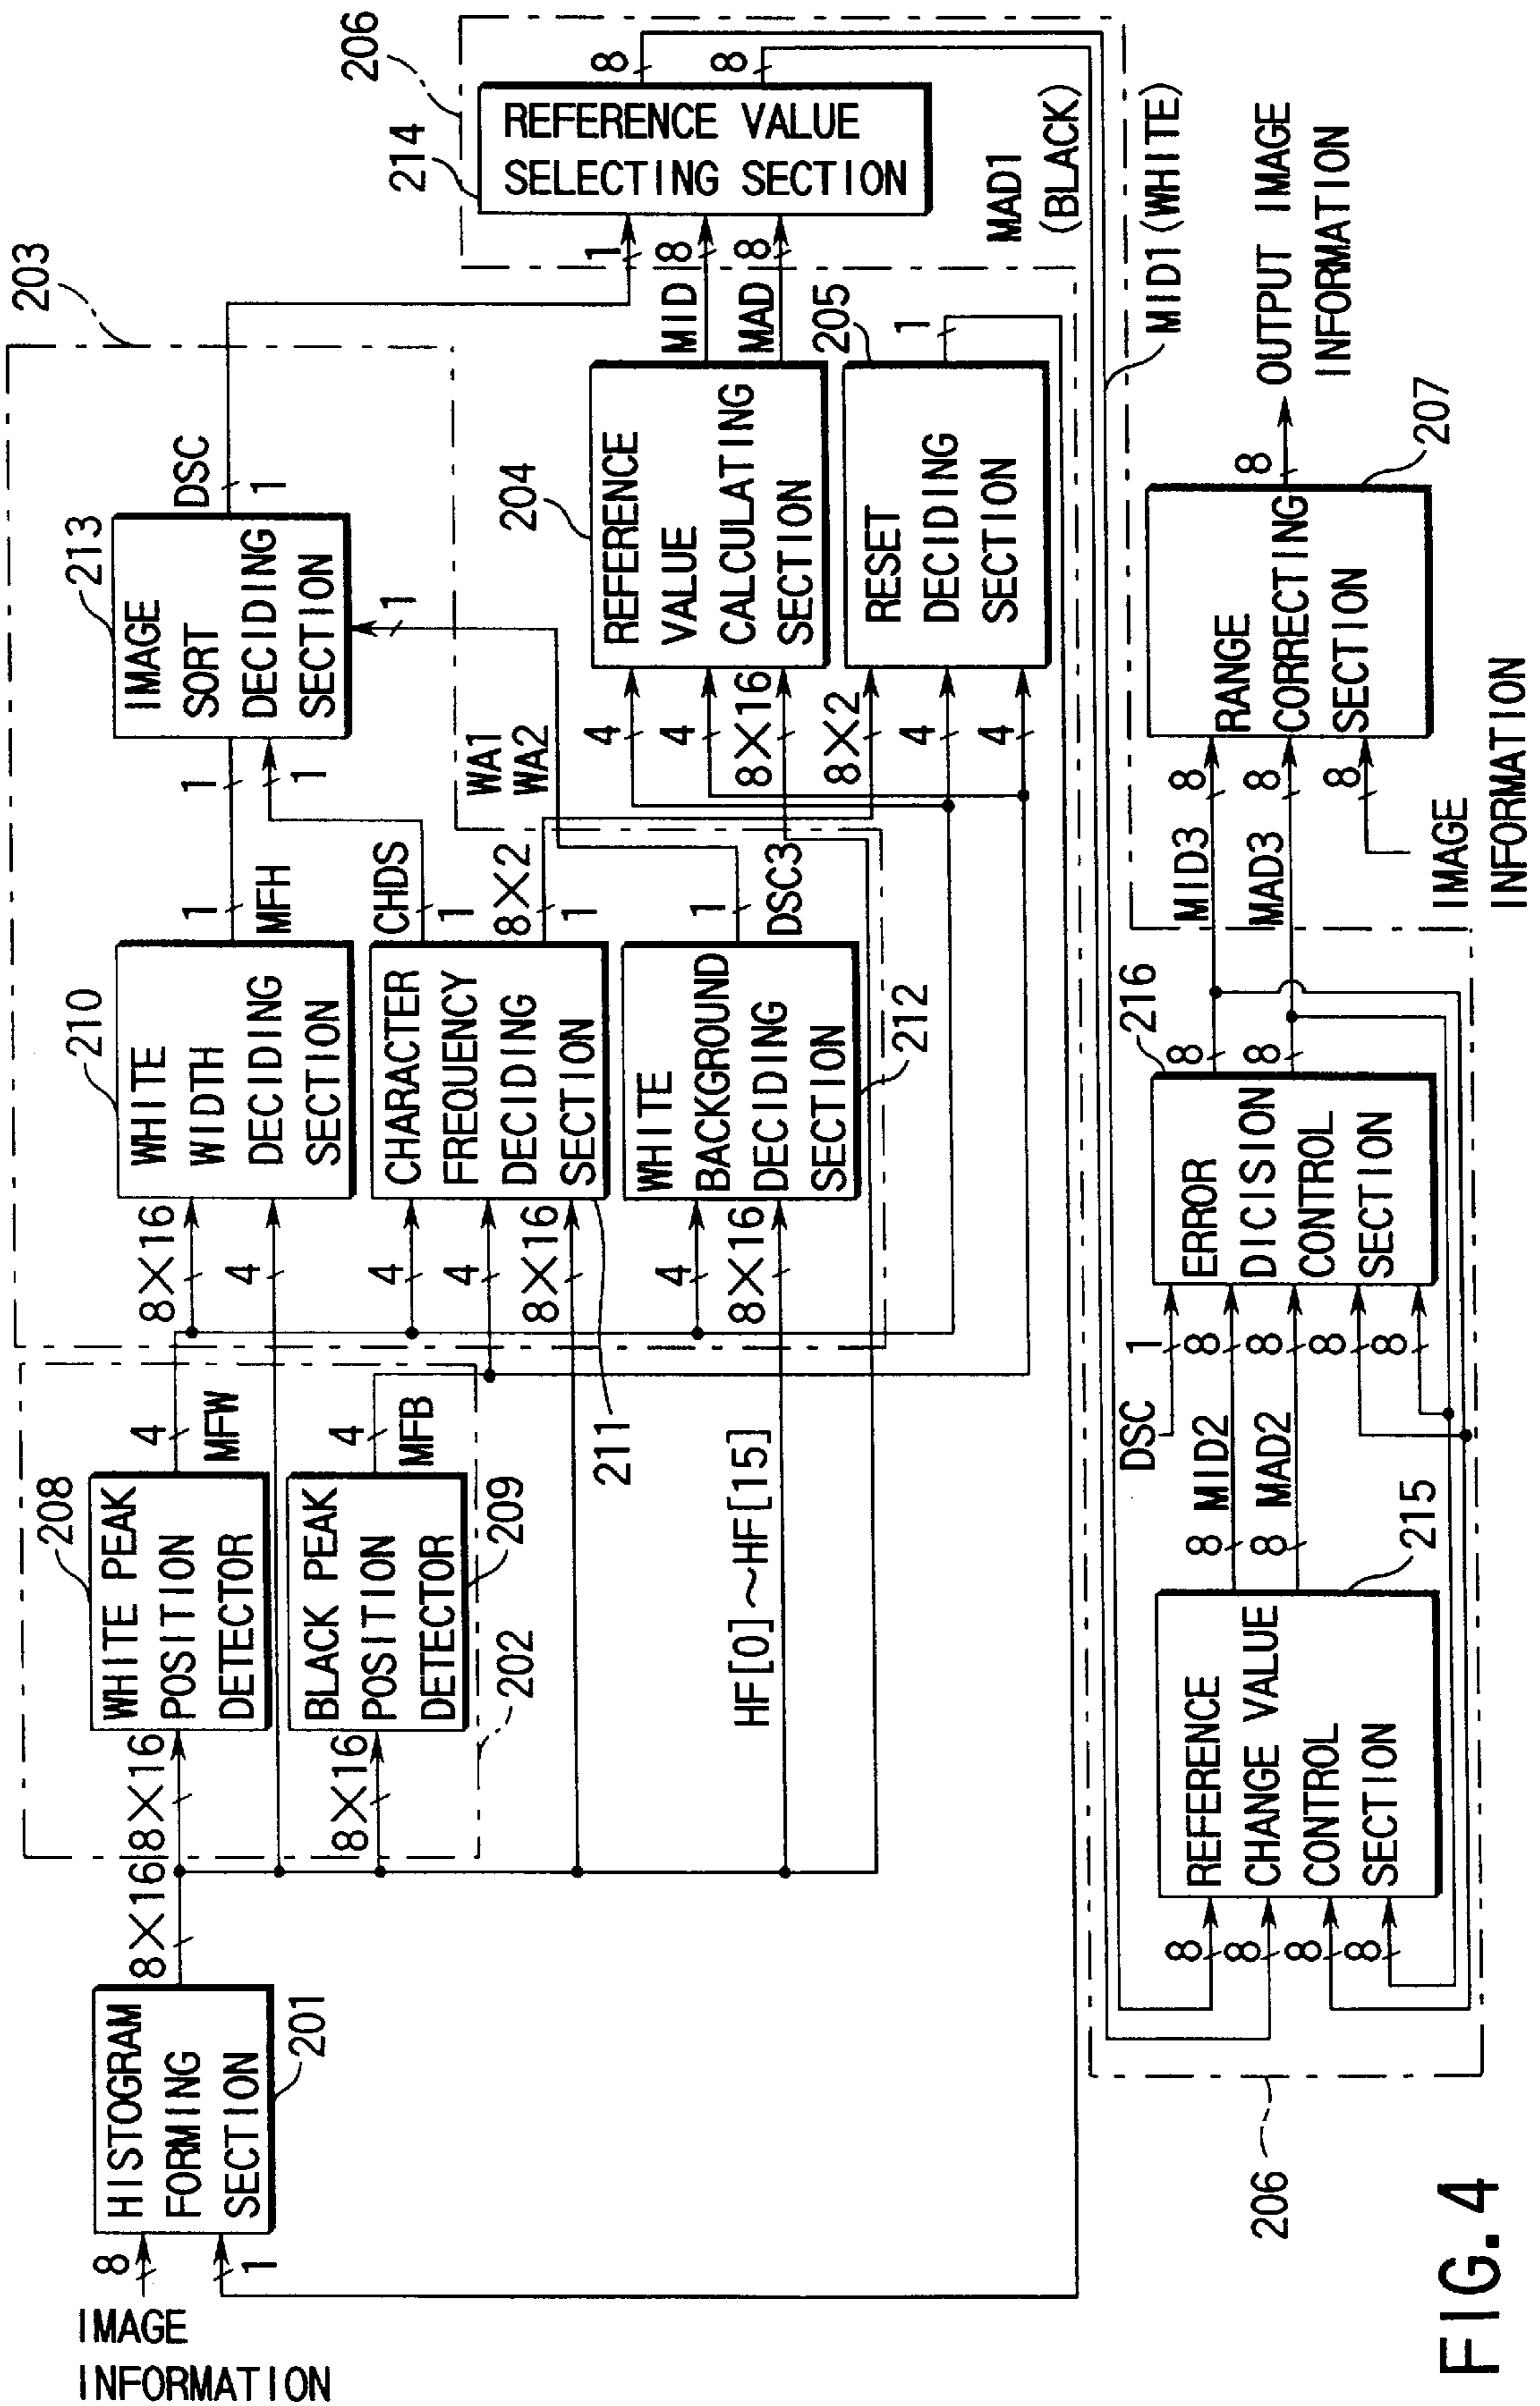 IMAGE
INFORMATION
8
1
HISTOGRAM
FORMING
SECTION
201
8×16
8×16
WHITE PEAK
POSITION
DETECTOR
208
4
MFW
8×16
BLACK PEAK
POSITION
DETECTOR
209
4
MFB
202
HF[0]~HF[15]
203
8×16
4
WHITE
WIDTH
DECIDING
SECTION
210
1
MFH
1
4
4
8×16
CHARACTER
FREQUENCY
DECIDING
SECTION
211
CHDS
1
8×2
1
1
4
8×16
WHITE
BACKGROUND
DECIDING
SECTION
212
1
DSC3
WA1
WA2
IMAGE
SORT
DECIDING
SECTION
213
1
DSC
1
4
4
8×16
REFERENCE
VALUE
CALCULATING
SECTION
204
MID
MAD
8×2
4
4
RESET
DECIDING
SECTION
205
1
1
8
8
REFERENCE VALUE
SELECTING SECTION
214
206
8
8
MAD1
(BLACK)
MID1 (WHITE)
8
8
8
8
REFERENCE
CHANGE VALUE
CONTROL
SECTION
215
8
MID2
8
MAD2
DSC
1
8
8
8
8
ERROR
DICISION
CONTROL
SECTION
216
8
8
MID3
MAD3
8
8
8
IMAGE
INFORMATION
RANGE
CORRECTING
SECTION
207
8
OUTPUT IMAGE
INFORMATION
206
FIG. 4